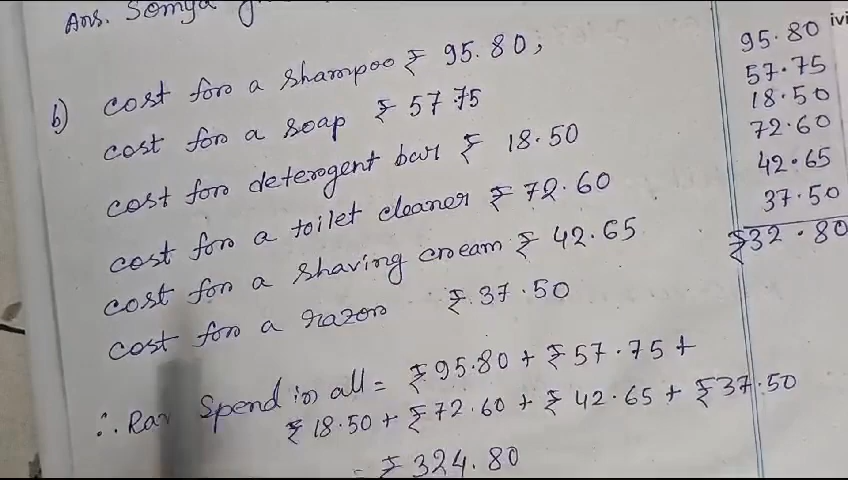 Ans. Somya
b) cost for a shampoo ₹ 95.80,
cost for a soap ₹ 57.75
cost for detergent bar ₹ 18.50
cost for a toilet cleaner ₹ 72.60
cost for a shaving cream ₹ 42.65
cost for a razor ₹.37.50
∴ Ra Spend in all = ₹95.80 + ₹57.75 +
₹18.50 + ₹72.60 + ₹ 42.65 + ₹37.50
= ₹ 324.80
95.80
57.75
18.50
72.60
42.65
37.50
₹32.80
ivi